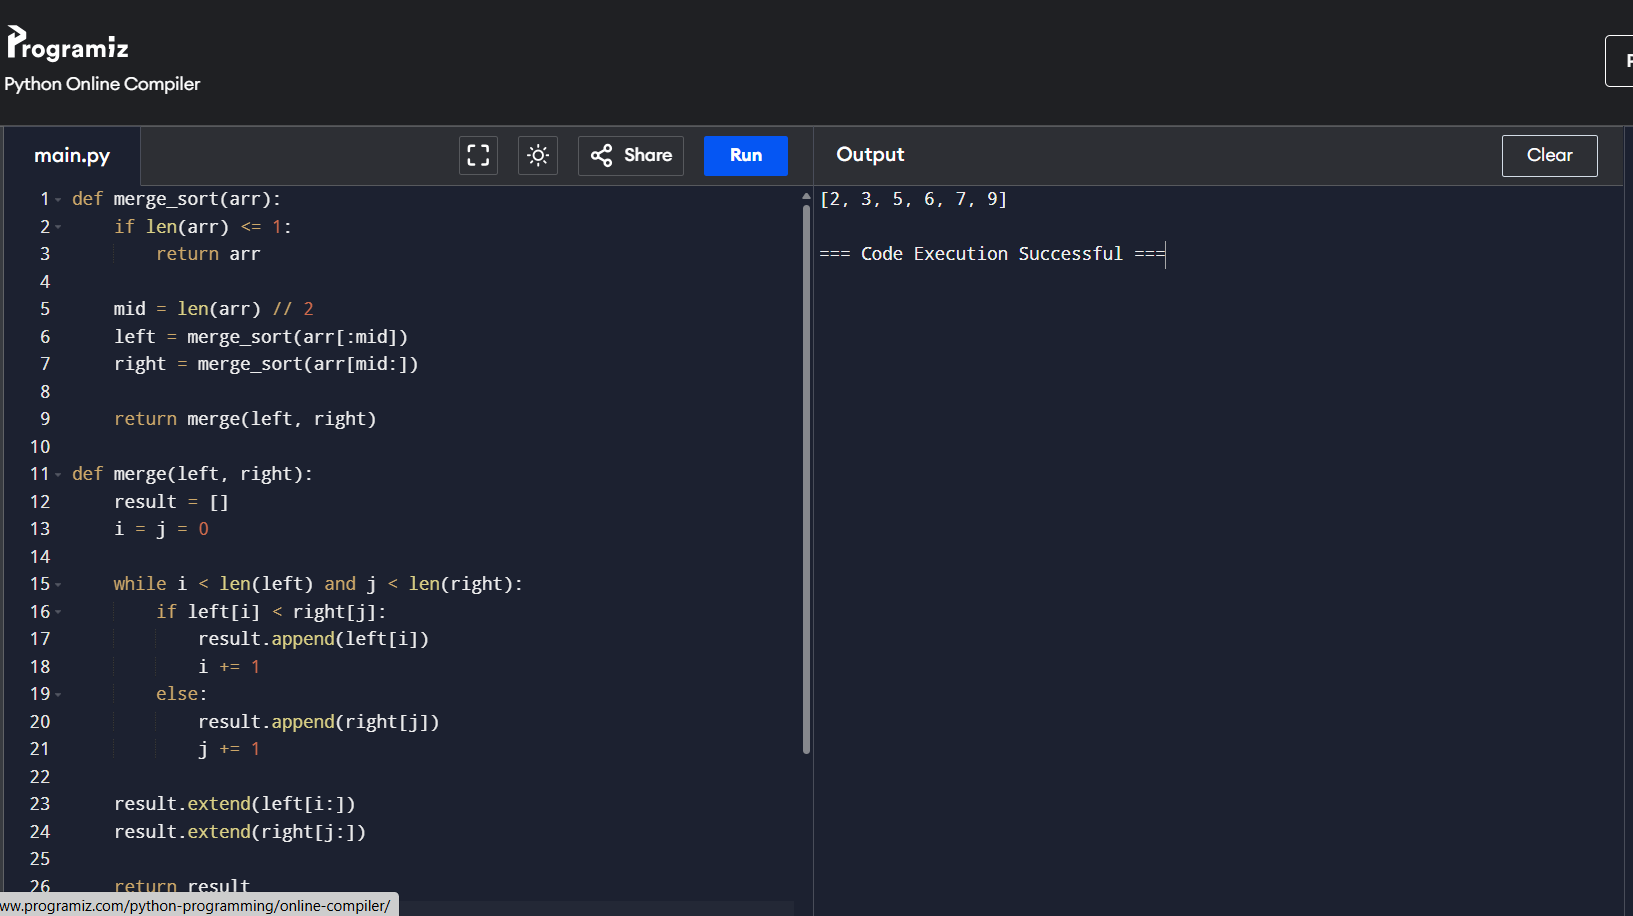 Programiz
Python Online Compiler
main.py
Share
Run
Output
Clear
1 def merge_sort(arr):
2     if len(arr) <= 1:
3         return arr
4
5     mid = len(arr) // 2
6     left = merge_sort(arr[:mid])
7     right = merge_sort(arr[mid:])
8
9     return merge(left, right)
10
11 def merge(left, right):
12     result = []
13     i = j = 0
14
15     while i < len(left) and j < len(right):
16         if left[i] < right[j]:
17             result.append(left[i])
18             i += 1
19         else:
20             result.append(right[j])
21             j += 1
22
23     result.extend(left[i:])
24     result.extend(right[j:])
25
26     return result
[2, 3, 5, 6, 7, 9]
=== Code Execution Successful ===
ww.programiz.com/python-programming/online-compiler/